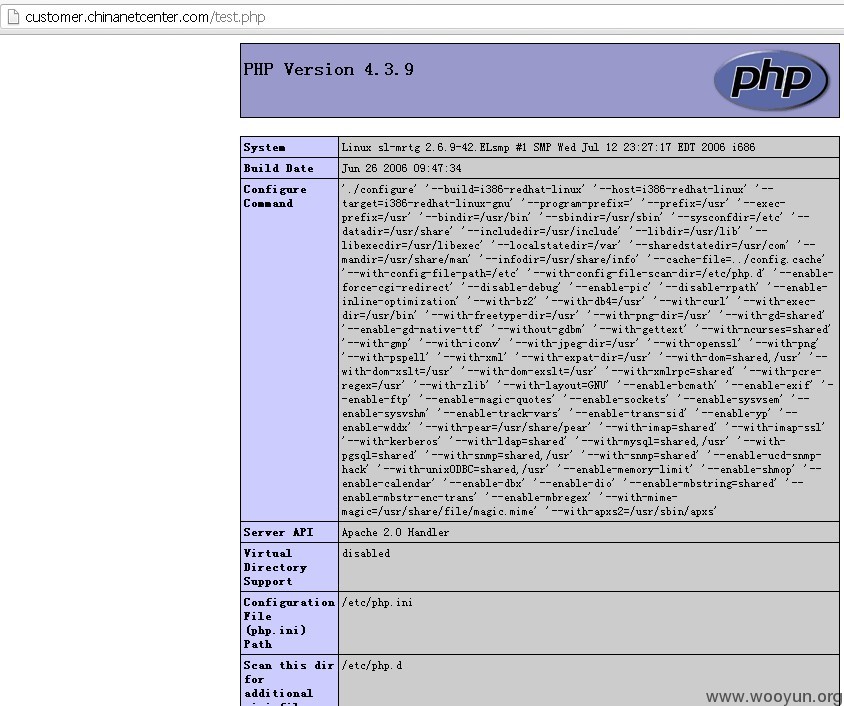 customer.chinanetcenter.com/test.php
PHP Version 4.3.9
php
System
Linux sl-mrtg 2.6.9-42.ELsmp #1 SMP Wed Jul 12 23:27:17 EDT 2006 i686
Build Date
Jun 26 2006 09:47:34
Configure
Command
'./configure' '--build=i386-redhat-linux' '--host=i386-redhat-linux' '--
target=i386-redhat-linux-gnu' '--program-prefix=' '--prefix=/usr' '--exec-
prefix=/usr' '--bindir=/usr/bin' '--sbindir=/usr/sbin' '--sysconfdir=/etc' '--
datadir=/usr/share' '--includedir=/usr/include' '--libdir=/usr/lib' '--
libexecdir=/usr/libexec' '--localstatedir=/var' '--sharedstatedir=/usr/com' '--
mandir=/usr/share/man' '--infodir=/usr/share/info' '--cache-file=../config.cache'
'--with-config-file-path=/etc' '--with-config-file-scan-dir=/etc/php.d' '--enable-
force-cgi-redirect' '--disable-debug' '--enable-pic' '--disable-rpath' '--enable-
inline-optimization' '--with-bz2' '--with-db4=/usr' '--with-curl' '--with-exec-
dir=/usr/bin' '--with-freetype-dir=/usr' '--with-png-dir=/usr' '--with-gd=shared'
'--enable-gd-native-ttf' '--without-gdbm' '--with-gettext' '--with-ncurses=shared'
'--with-gmp' '--with-iconv' '--with-jpeg-dir=/usr' '--with-openssl' '--with-png'
'--with-pspell' '--with-xml' '--with-expat-dir=/usr' '--with-dom=shared,/usr' '--
with-dom-xslt=/usr' '--with-dom-exslt=/usr' '--with-xmlrpc=shared' '--with-pcre-
regex=/usr' '--with-zlib' '--with-layout=GNU' '--enable-bcmath' '--enable-exif' '-
-enable-ftp' '--enable-magic-quotes' '--enable-sockets' '--enable-sysvsem' '--
enable-sysvshm' '--enable-track-vars' '--enable-trans-sid' '--enable-yp' '--
enable-wddx' '--with-pear=/usr/share/pear' '--with-imap=shared' '--with-imap-ssl'
'--with-kerberos' '--with-ldap=shared' '--with-mysql=shared,/usr' '--with-
pgsql=shared' '--with-snmp=shared,/usr' '--with-snmp=shared' '--enable-ucd-snmp-
hack' '--with-unixODBC=shared,/usr' '--enable-memory-limit' '--enable-shmop' '--
enable-calendar' '--enable-dbx' '--enable-dio' '--enable-mbstring=shared' '--
enable-mbstr-enc-trans' '--enable-mbregex' '--with-mime-
magic=/usr/share/file/magic.mime' '--with-apxs2=/usr/sbin/apxs'
Server API
Apache 2.0 Handler
Virtual
Directory
Support
disabled
Configuration
File
(php.ini)
Path
/etc/php.ini
Scan this dir
for
additional
/etc/php.d
www.wooyun.org